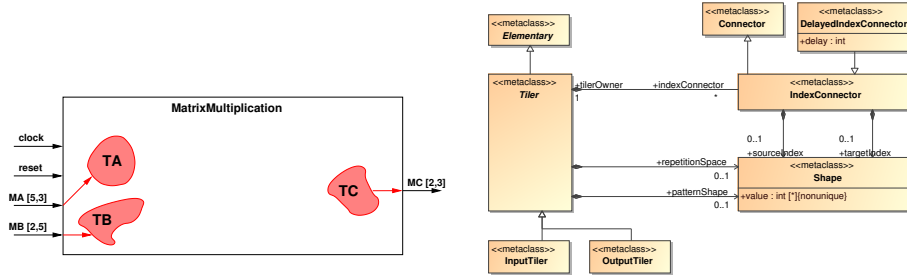 MatrixMultiplication
clock
reset
MA [5,3]
MB [2,5]
TA
TB
TC
MC [2,3]
<<metaclass>>
Elementary
<<metaclass>>
Connector
<<metaclass>>
DelayedIndexConnector
+delay : int
<<metaclass>>
Tiler
+tilerOwner
1
+indexConnector
*
<<metaclass>>
IndexConnector
0..1
+sourceIndex
0..1
+targetIndex
+repetitionSpace
0..1
+patternShape
0..1
<<metaclass>>
Shape
+value : int [*]{nonunique}
<<metaclass>>
InputTiler
<<metaclass>>
OutputTiler